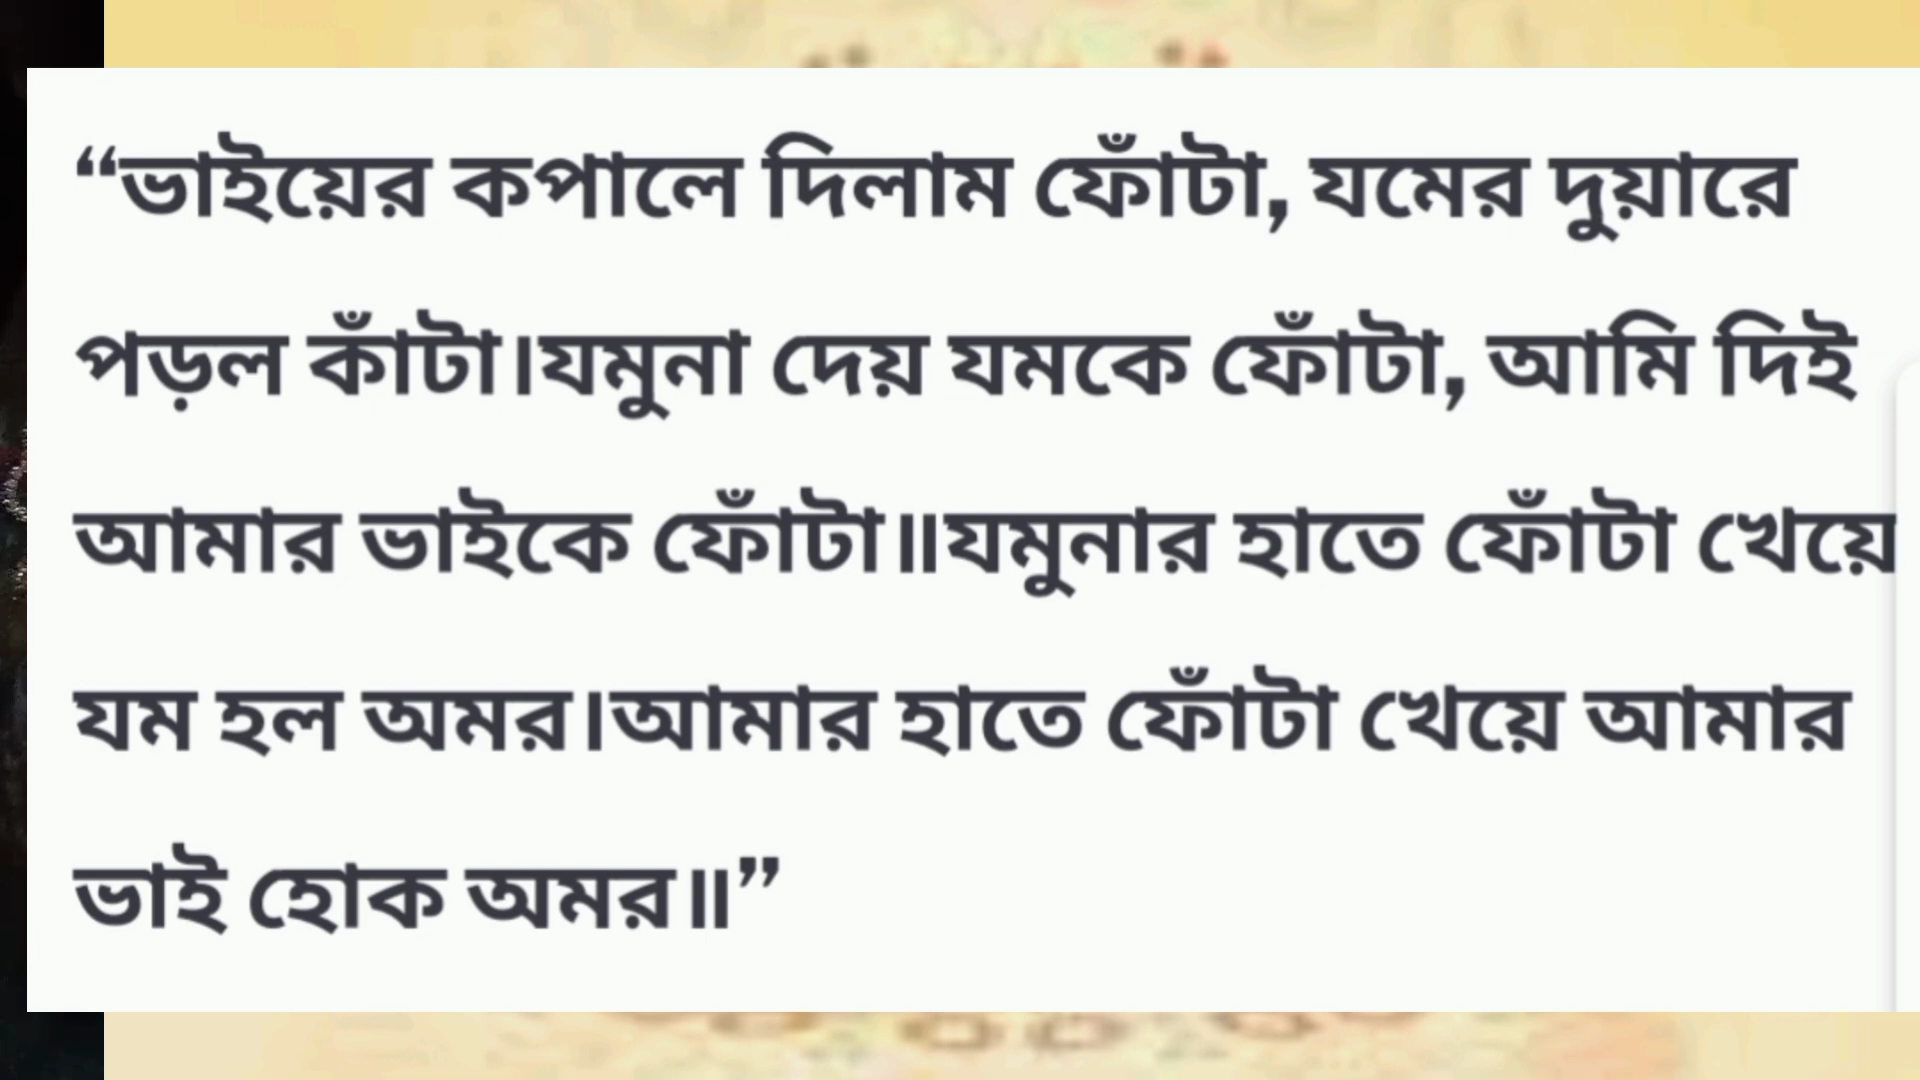 “ভাইয়ের কপালে দিলাম ফোঁটা, যমের দুয়ারে
পড়ল কাঁটা।যমুনা দেয় যমকে ফোঁটা, আমি দিই
আমার ভাইকে ফোঁটা॥যমুনার হাতে ফোঁটা খেয়ে
যম হল অমর।আমার হাতে ফোঁটা খেয়ে আমার
ভাই হোক অমর॥”